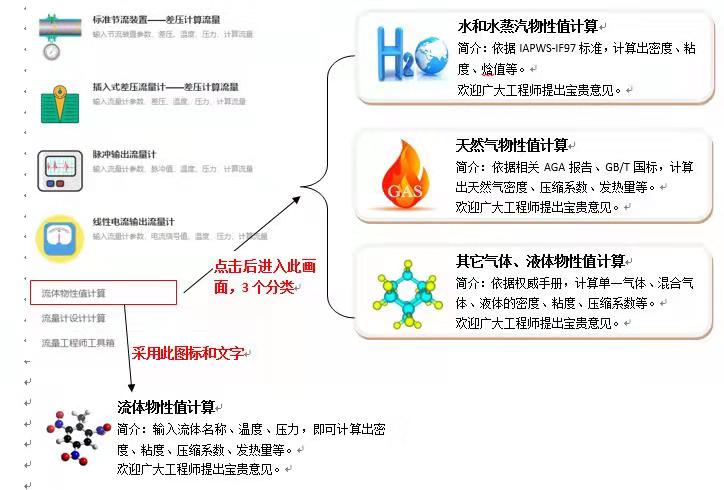 标准节流装置——差压计算流量
输入节流装置参数、差压、温度、压力、计算流量
插入式差压流量计——差压计算流量
输入流量计参数、差压、温度、压力、计算流量
脉冲输出流量计
输入流量计参数、脉冲值、温度、压力、计算流量
线性电流输出流量计
输入流量计参数、电流信号值、温度、压力、计算流量
流体物性值计算
流量计设计计算
流量工程师工具箱
点击后进入此画
面，3 个分类
采用此图标和文字
流体物性值计算
简介：输入流体名称、温度、压力，即可计算出密
度、粘度、压缩系数、发热量等。
欢迎广大工程师提出宝贵意见。
H2O
水和水蒸汽物性值计算
简介：依据 IAPWS-IF97 标准，计算出密度、粘
度、焓值等。
欢迎广大工程师提出宝贵意见。
GAS
天然气物性值计算
简介：依据相关 AGA 报告、GB/T 国标，计算
出天然气密度、压缩系数、发热量等。
欢迎广大工程师提出宝贵意见。
其它气体、液体物性值计算
简介：依据权威手册，计算单一气体、混合气
体、液体的密度、粘度、压缩系数等。
欢迎广大工程师提出宝贵意见。